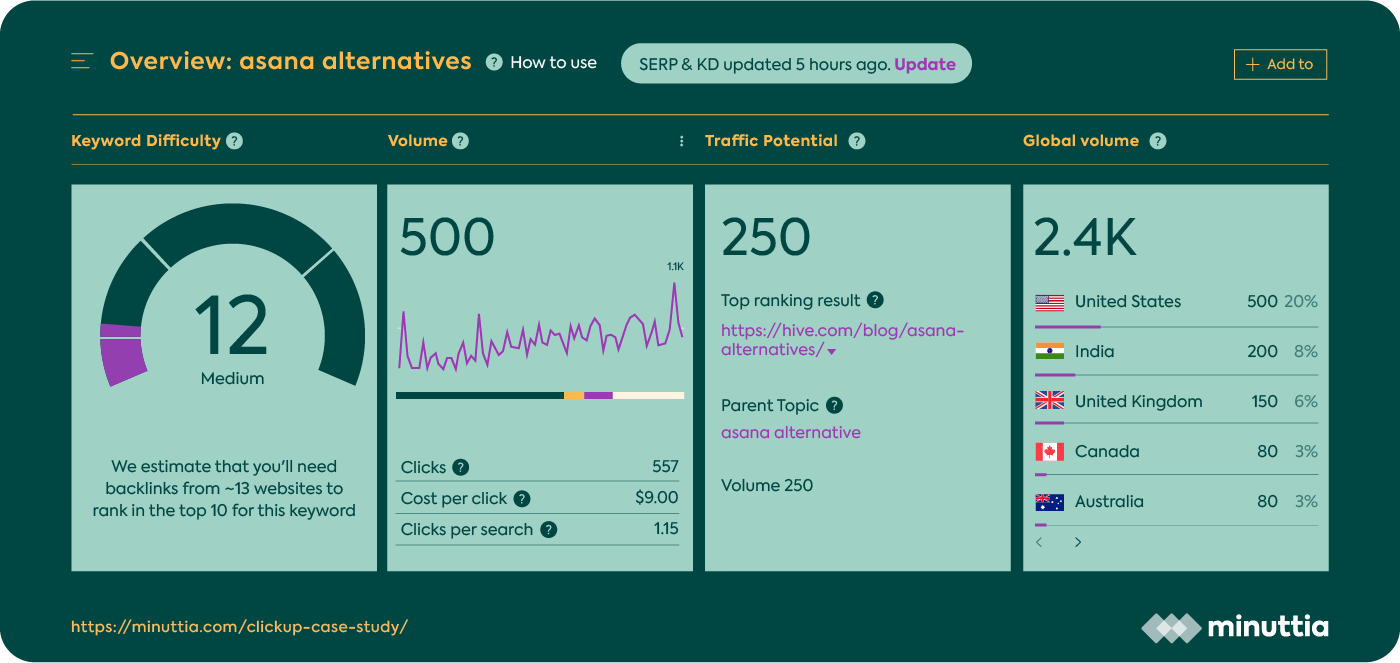 Overview: asana alternatives
? How to use
SERP & KD updated 5 hours ago. Update
+ Add to
Keyword Difficulty ?
Volume ?
Traffic Potential ?
Global volume ?
12
Medium
We estimate that you'll need
backlinks from ~13 websites to
rank in the top 10 for this keyword
500
1.1K
Clicks ? 557
Cost per click ? $9.00
Clicks per search ? 1.15
250
Top ranking result ?
https://hive.com/blog/asana-
alternatives/
Parent Topic ?
asana alternative
Volume 250
2.4K
United States 500 20%
India 200 8%
United Kingdom 150 6%
Canada 80 3%
Australia 80 3%
< >
https://minuttia.com/clickup-case-study/
minuttia